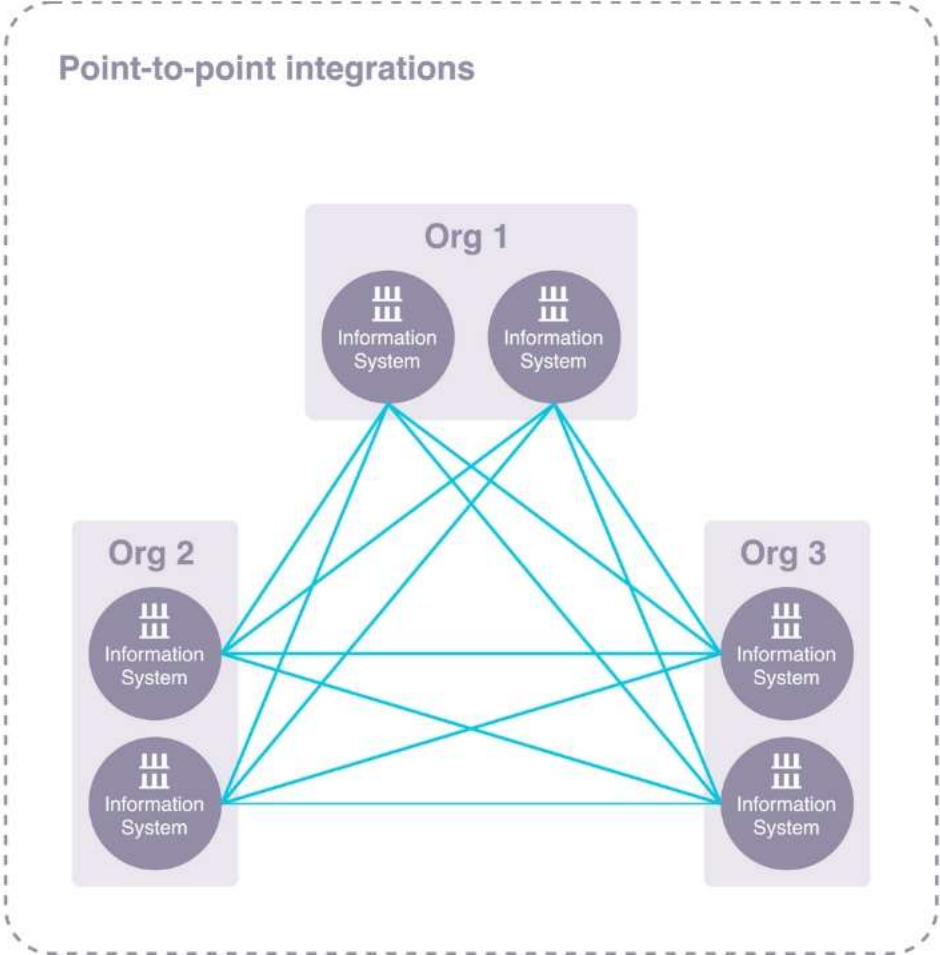 Point-to-point integrations
Org 1
Information
System
Information
System
Org 2
Information
System
Information
System
Org 3
Information
System
Information
System